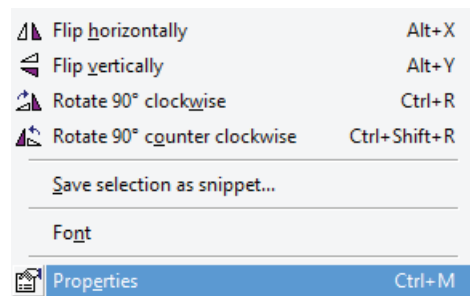 Flip horizontally Alt+X
Flip vertically Alt+Y
Rotate 90° clockwise Ctrl+R
Rotate 90° counter clockwise Ctrl+Shift+R
Save selection as snippet...
Font
Properties Ctrl+M